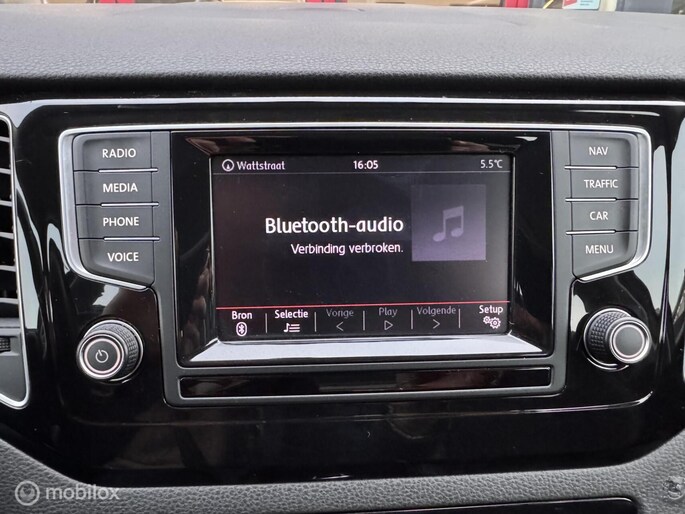 RADIO
MEDIA
PHONE
VOICE
Wattstraat 16:05 5.5°C
Bluetooth-audio
Verbinding verbroken.
Bron Selectie Vorige Play Volgende Setup
NAV
TRAFFIC
CAR
MENU
mobilox